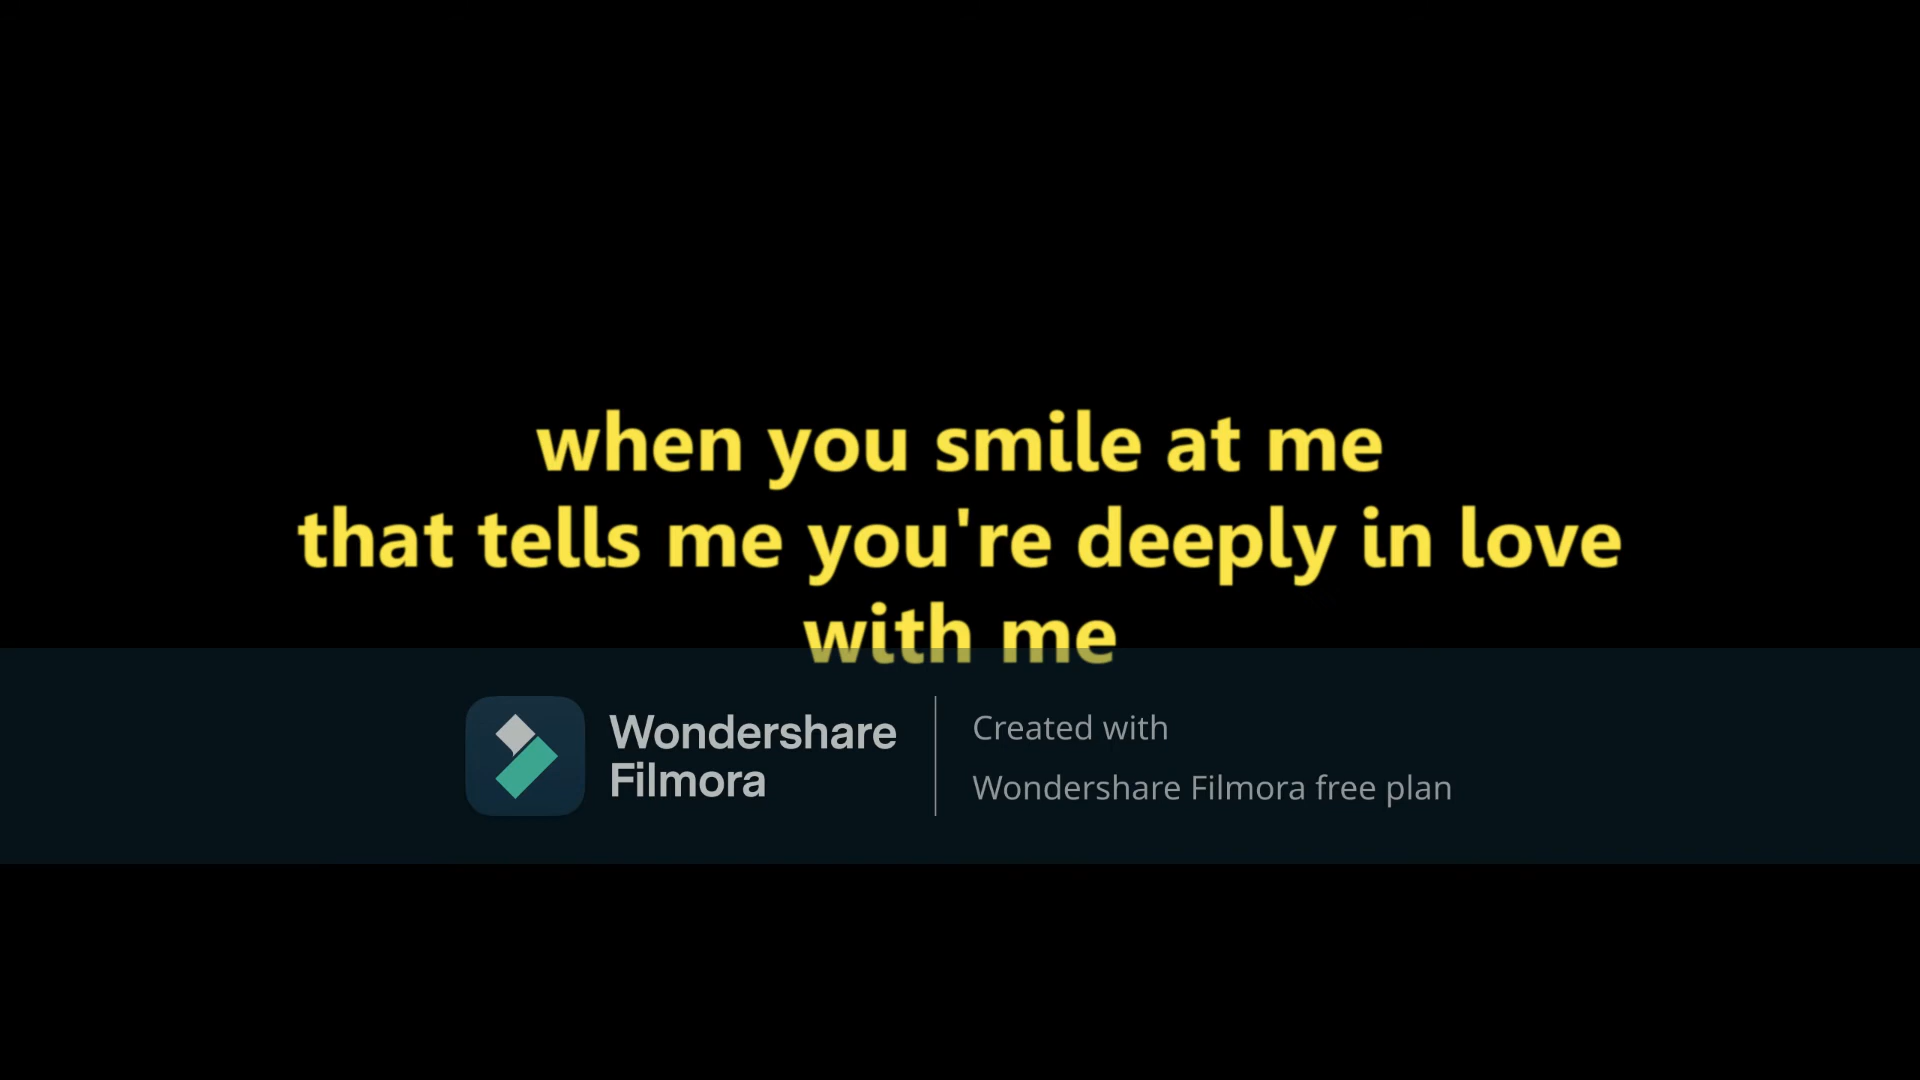 when you smile at me
that tells me you're deeply in love
with me
Wondershare
Filmora
Created with
Wondershare Filmora free plan